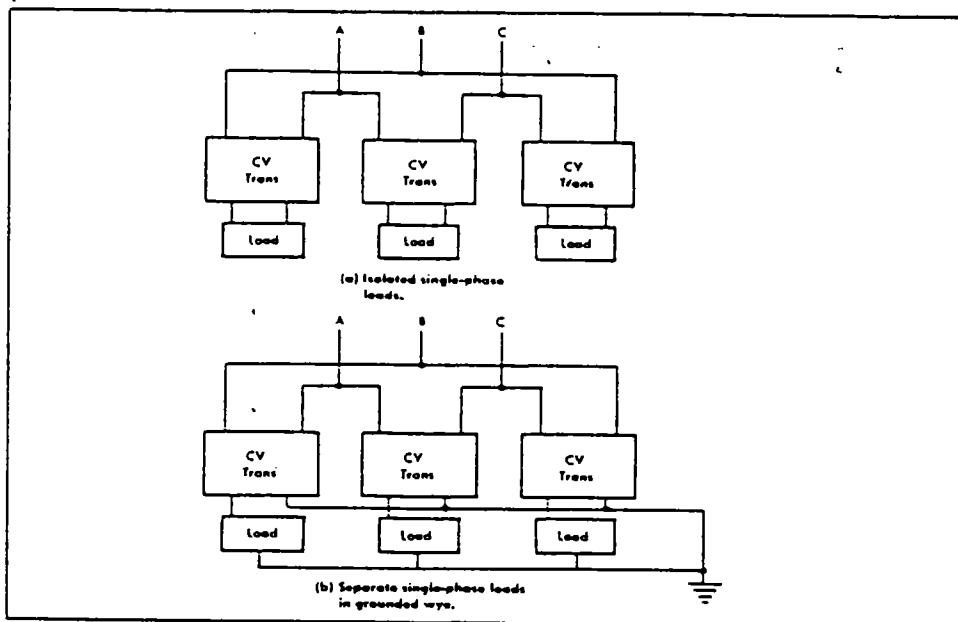 A B C
CV CV CV
Trans Trans Trans
Load Load Load
(a) Isolated single-phase
loads.
A B C
CV CV CV
Trans Trans Trans
Load Load Load
(b) Separate single-phase loads
in grounded wye.